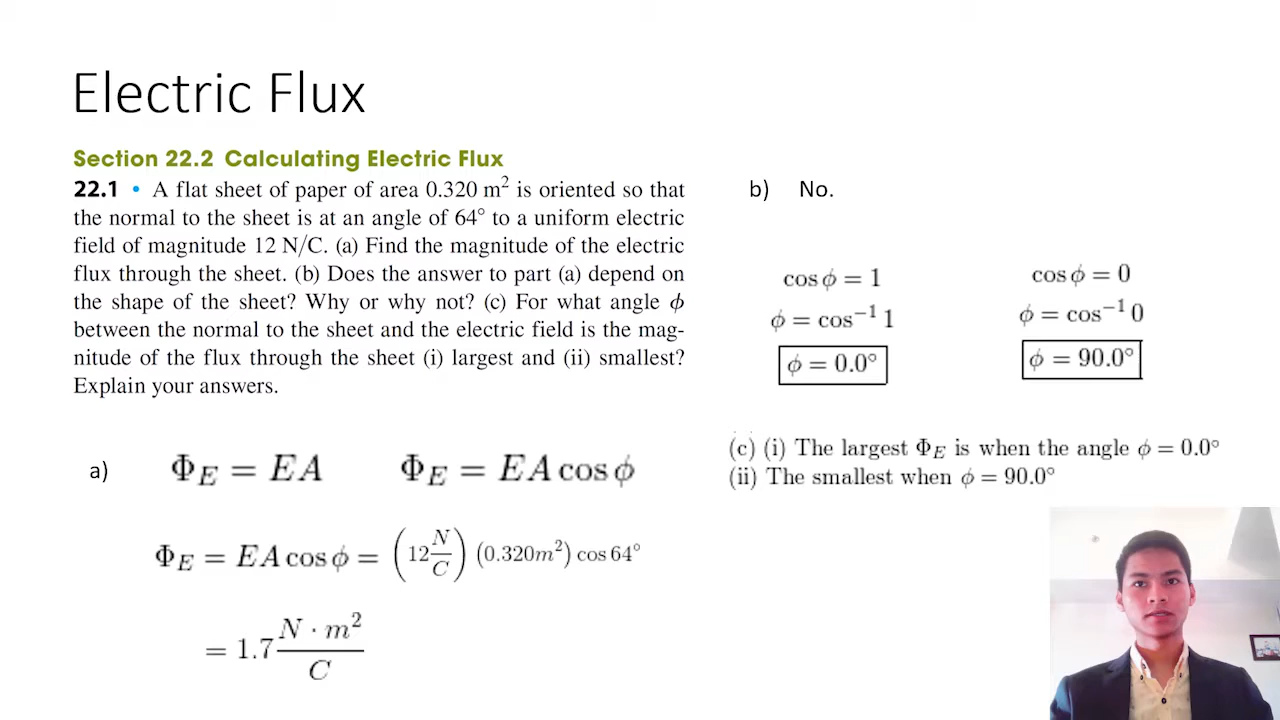 Electric Flux
Section 22.2 Calculating Electric Flux
22.1 • A flat sheet of paper of area 0.320 m² is oriented so that
the normal to the sheet is at an angle of 64° to a uniform electric
field of magnitude 12 N/C. (a) Find the magnitude of the electric
flux through the sheet. (b) Does the answer to part (a) depend on
the shape of the sheet? Why or why not? (c) For what angle ϕ
between the normal to the sheet and the electric field is the mag-
nitude of the flux through the sheet (i) largest and (ii) smallest?
Explain your answers.
a) Φ_E = EA Φ_E = EA cos ϕ
Φ_E = EA cos ϕ = (12 N/C) (0.320m²) cos 64°
= 1.7 N · m²/C
b) No.
cos ϕ = 1
ϕ = cos⁻¹ 1
ϕ = 0.0°
cos ϕ = 0
ϕ = cos⁻¹ 0
ϕ = 90.0°
(c) (i) The largest Φ_E is when the angle ϕ = 0.0°
(ii) The smallest when ϕ = 90.0°